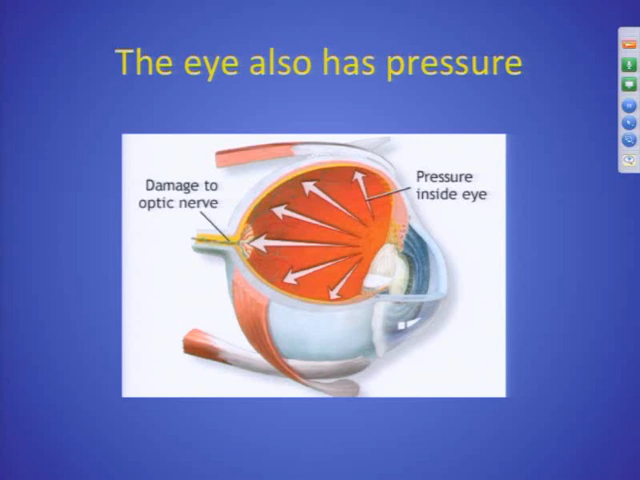 The eye also has pressure
Damage to
optic nerve
Pressure
inside eye